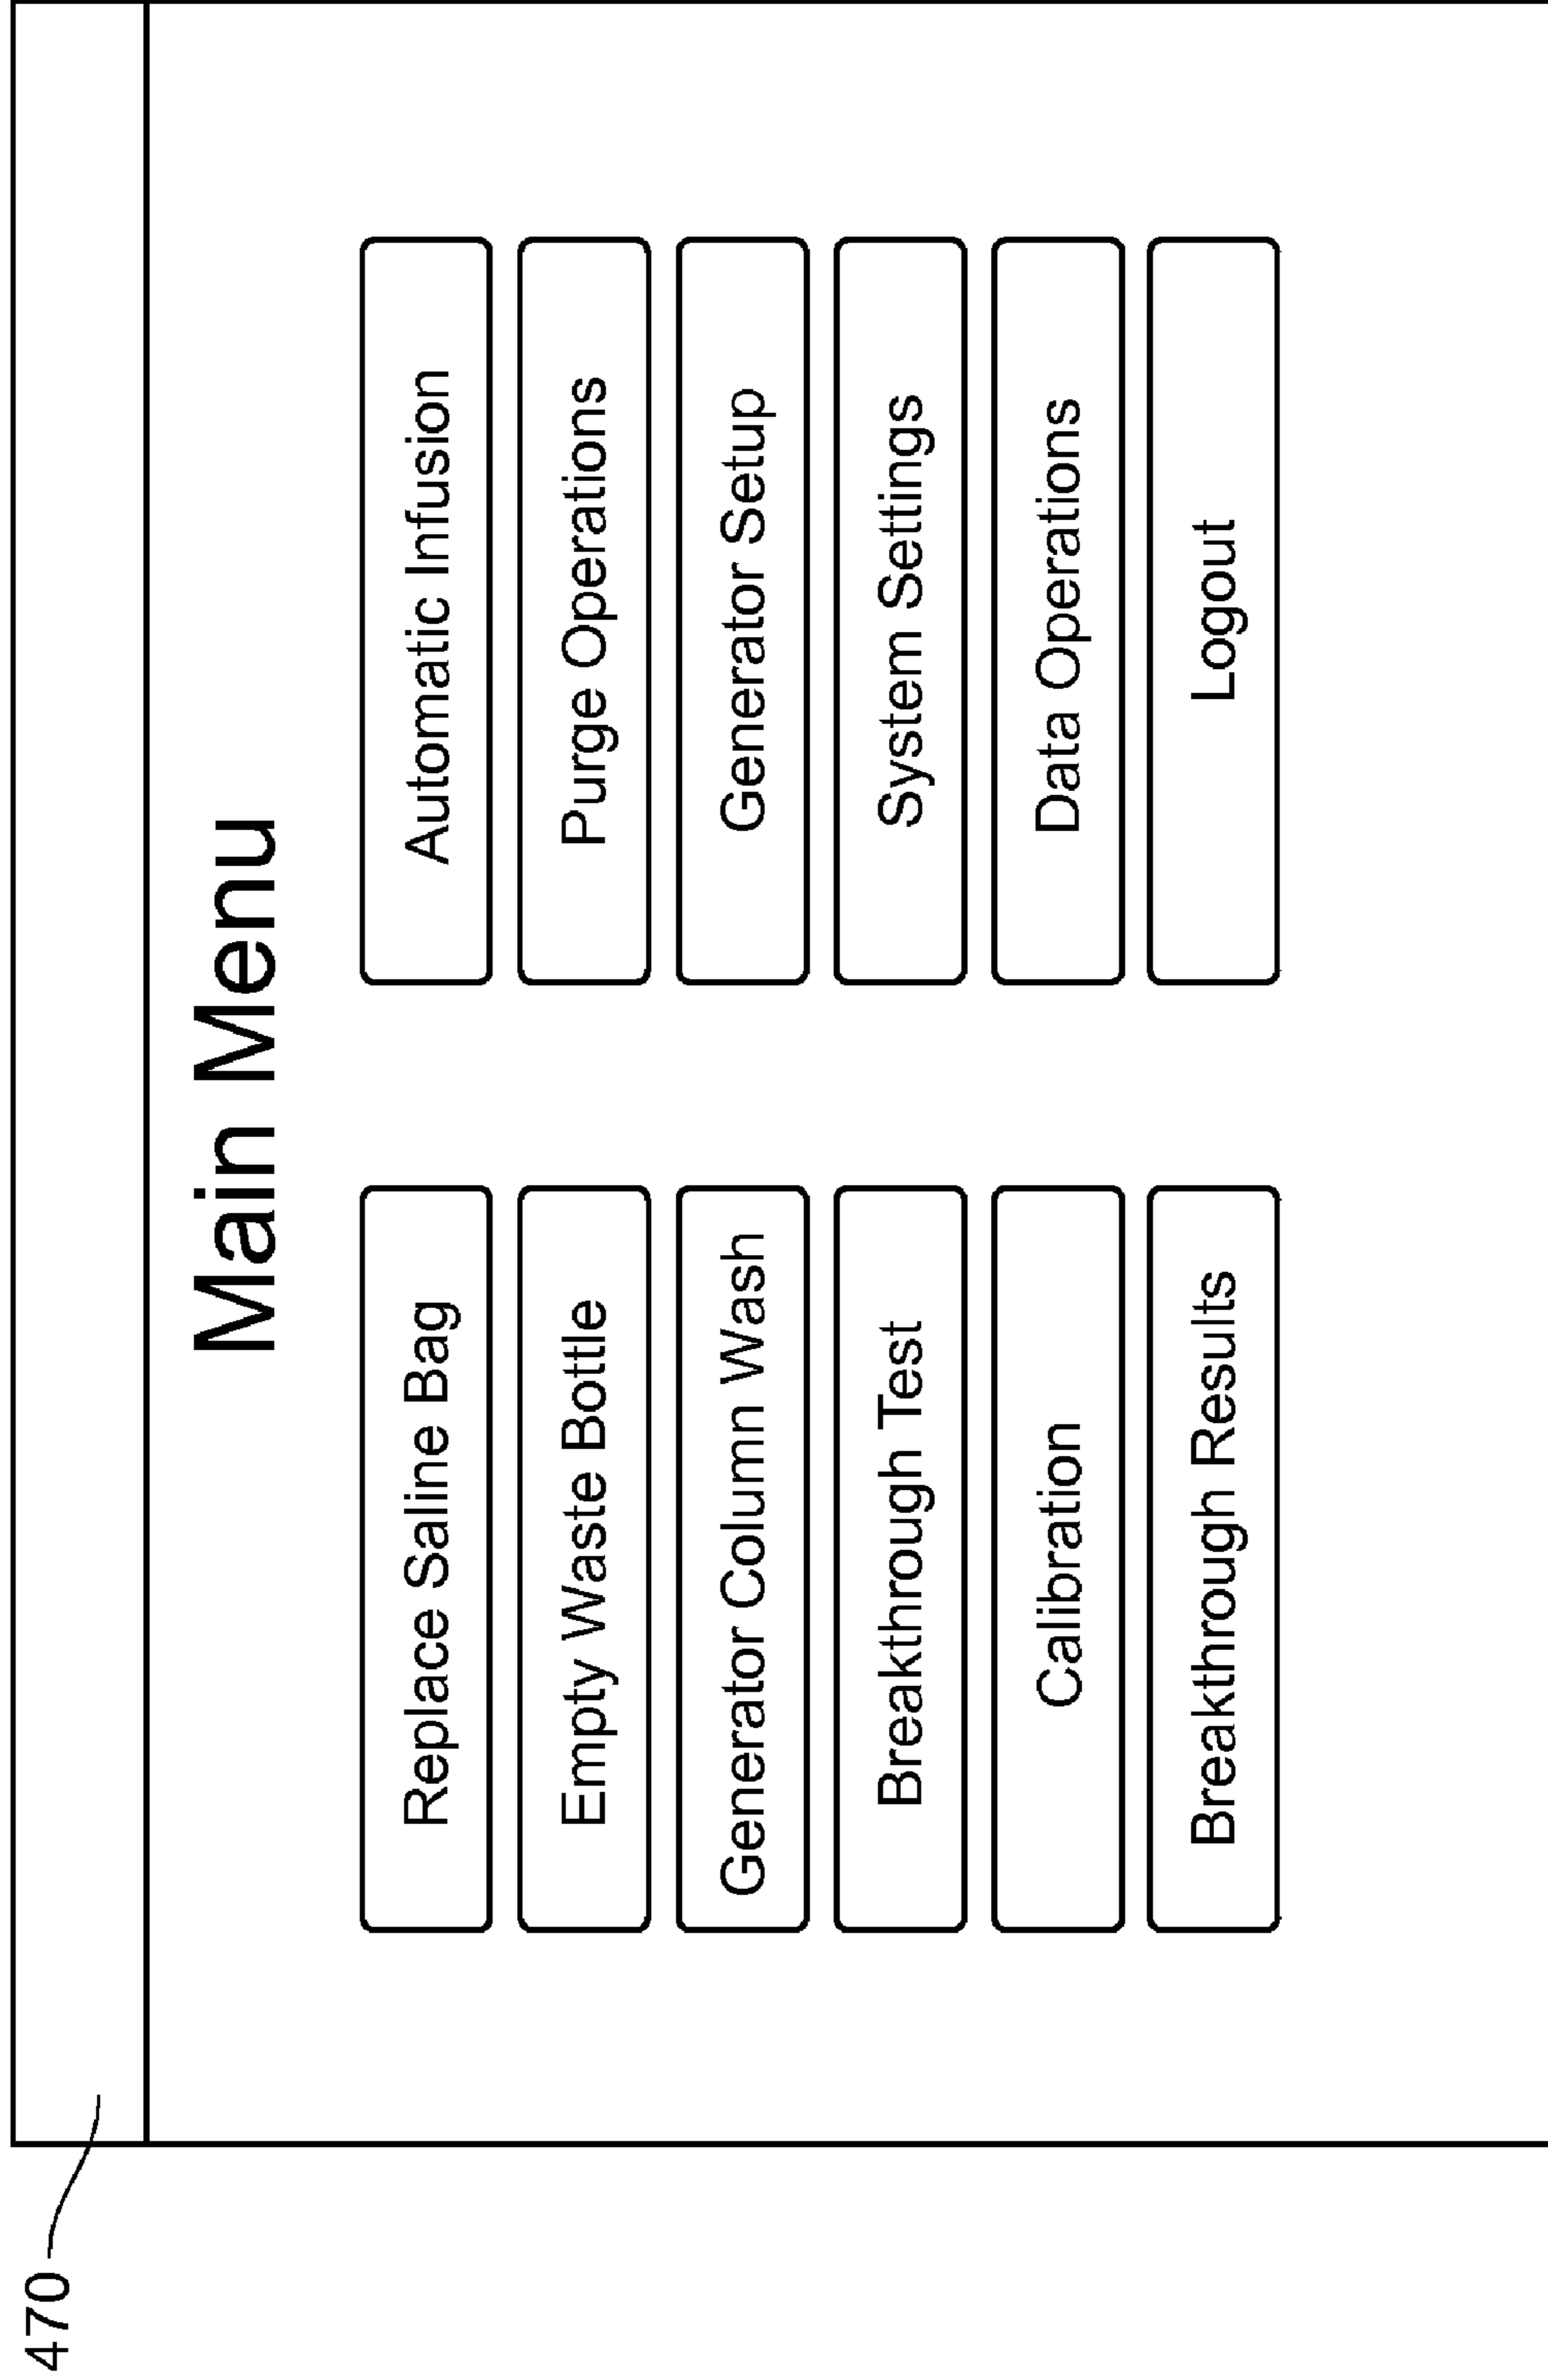 470
Main Menu
Replace Saline Bag
Empty Waste Bottle
Generator Column Wash
Breakthrough Test
Calibration
Breakthrough Results
Automatic Infusion
Purge Operations
Generator Setup
System Settings
Data Operations
Logout